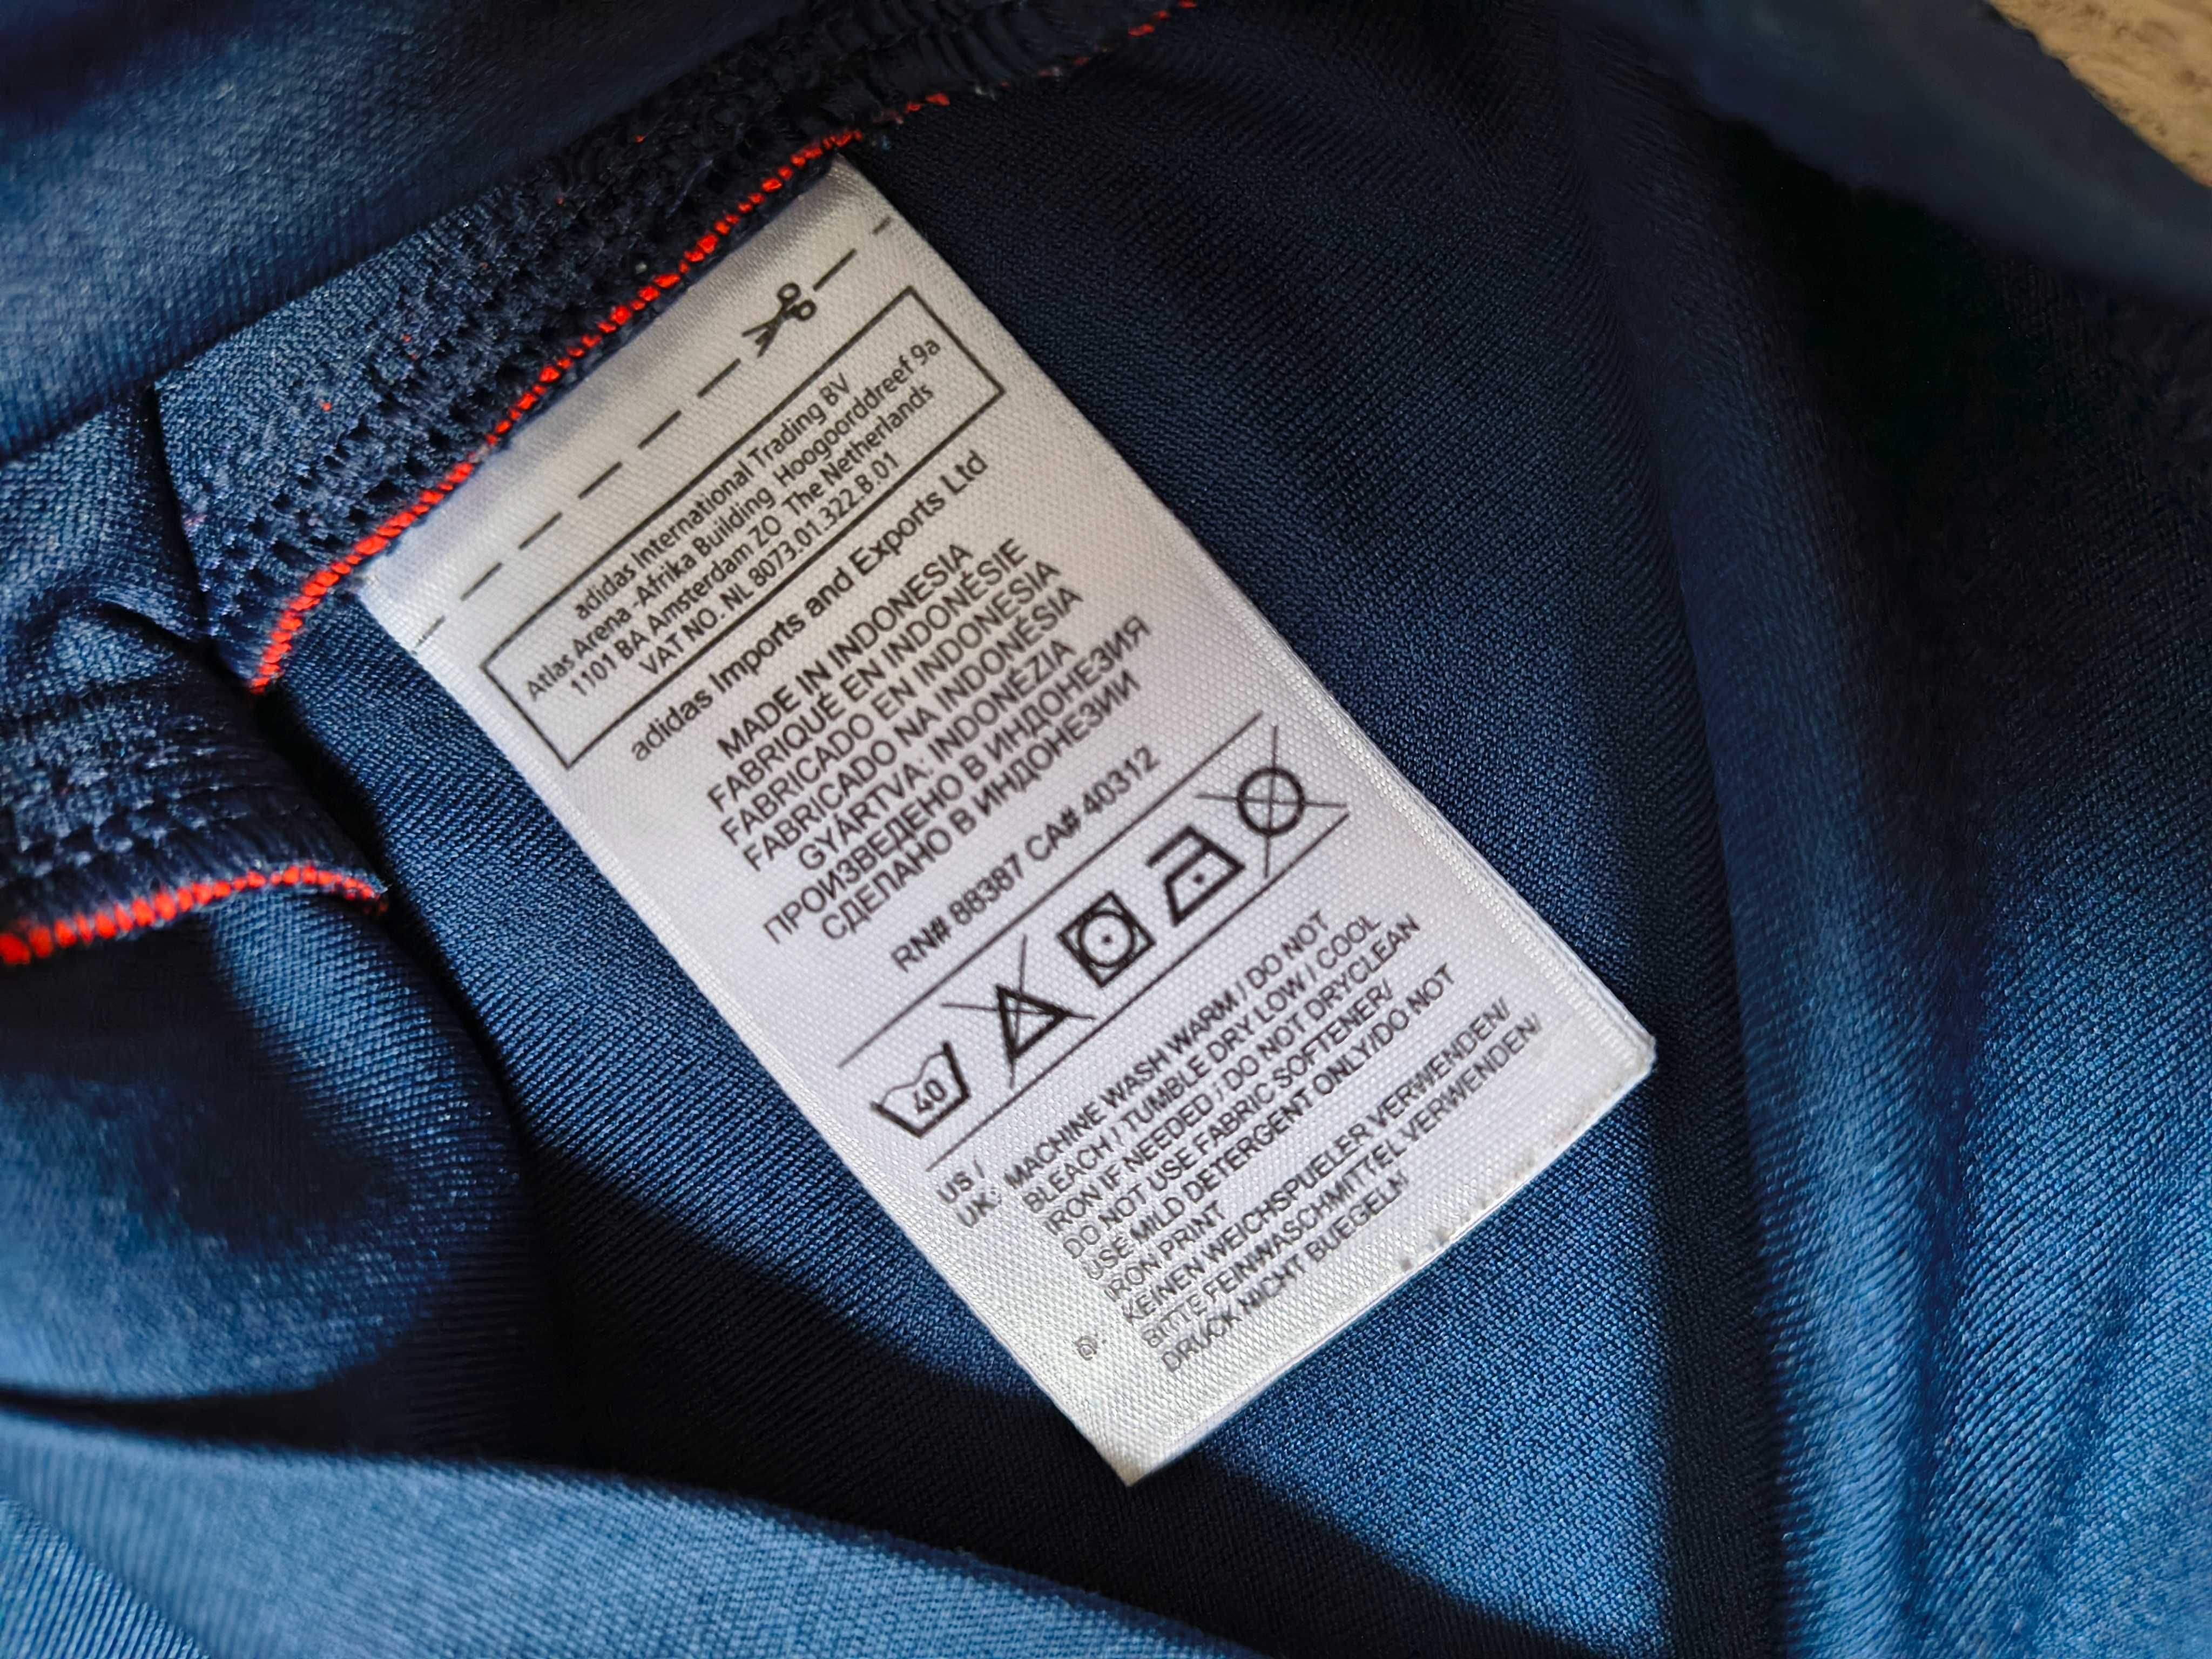 adidas International Trading BV
Atlas Arena -Afrika Building Hoogoorddreef 9a
1101 BA Amsterdam ZO The Netherlands
VAT NO. NL 8073.01.322.B.01
adidas Imports and Exports Ltd
MADE IN INDONESIA
FABRIQUÉ EN INDONÉSIE
FABRICADO EN INDONESIA
FABRICADO NA INDONÉSIA
GYÁRTVA: INDONÉZIA
ПРОИЗВЕДЕНО В ИНДОНЕЗИЯ
СДЕЛАНО В ИНДОНЕЗИИ
RN# 88387 CA# 40312
40
US / 
UK: MACHINE WASH WARM / DO NOT
BLEACH / TUMBLE DRY LOW / COOL
IRON IF NEEDED / DO NOT DRYCLEAN
DO NOT USE FABRIC SOFTENER/
USE MILD DETERGENT ONLY/DO NOT
IRON PRINT
D: KEINEN WEICHSPUELER VERWENDEN/
BITTE FEINWASCHMITTEL VERWENDEN/
DRUCK NICHT BUEGELN